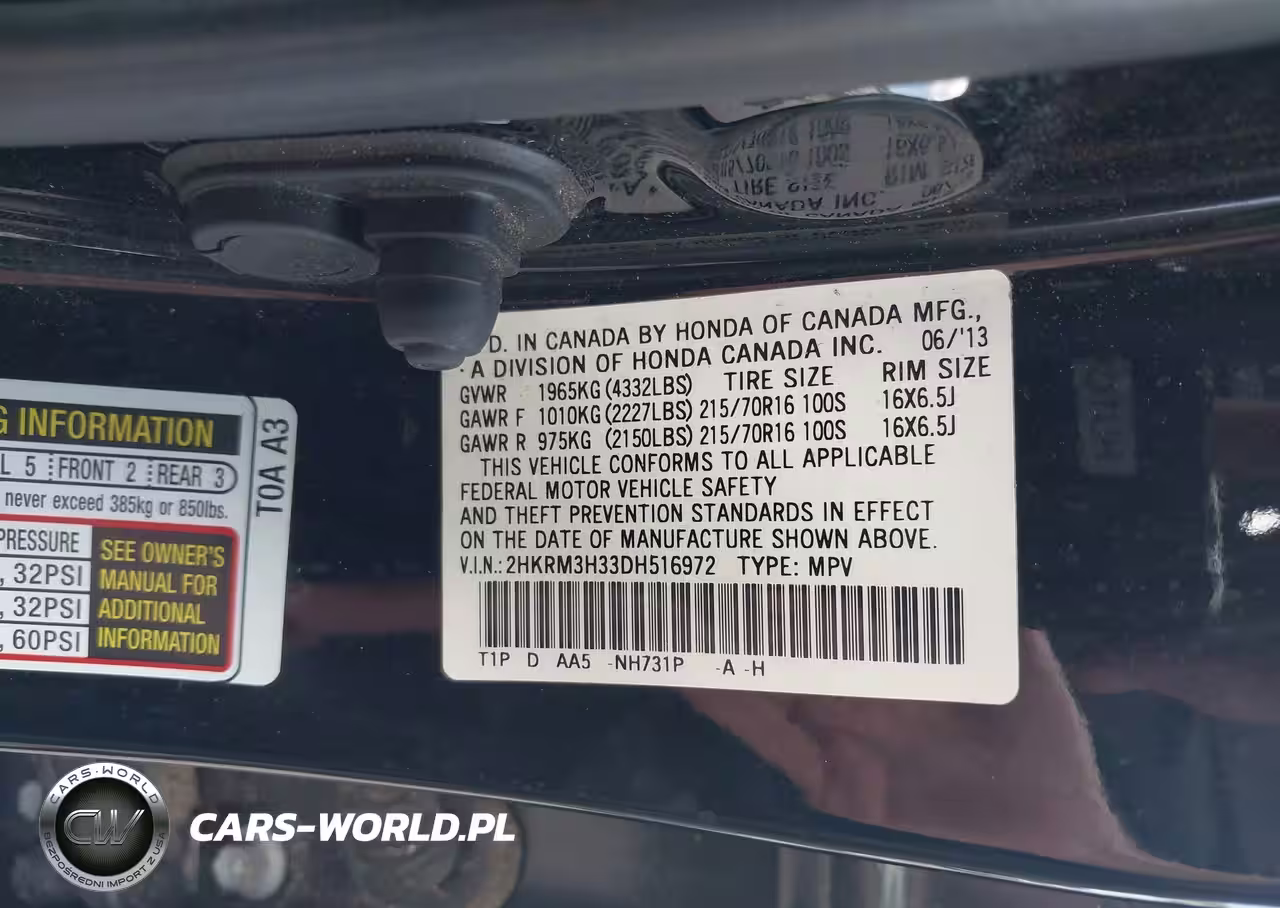 D. IN CANADA BY HONDA OF CANADA MFG.,
A DIVISION OF HONDA CANADA INC. 06/'13
GVWR 1965KG (4332LBS) TIRE SIZE RIM SIZE
GAWR F 1010KG (2227LBS) 215/70R16 100S 16X6.5J
GAWR R 975KG (2150LBS) 215/70R16 100S 16X6.5J
THIS VEHICLE CONFORMS TO ALL APPLICABLE
FEDERAL MOTOR VEHICLE SAFETY
AND THEFT PREVENTION STANDARDS IN EFFECT
ON THE DATE OF MANUFACTURE SHOWN ABOVE.
V.I.N.: 2HKRM3H33DH516972 TYPE: MPV
T1P D AA5 -NH731P -A -H
G INFORMATION
L 5 FRONT 2 REAR 3
never exceed 385kg or 850lbs.
PRESSURE
, 32PSI
, 32PSI
, 60PSI
SEE OWNER'S
MANUAL FOR
ADDITIONAL
INFORMATION
T0A A3
CARS-WORLD
CW
BEZPOŚREDNI IMPORT Z USA
CARS-WORLD.PL